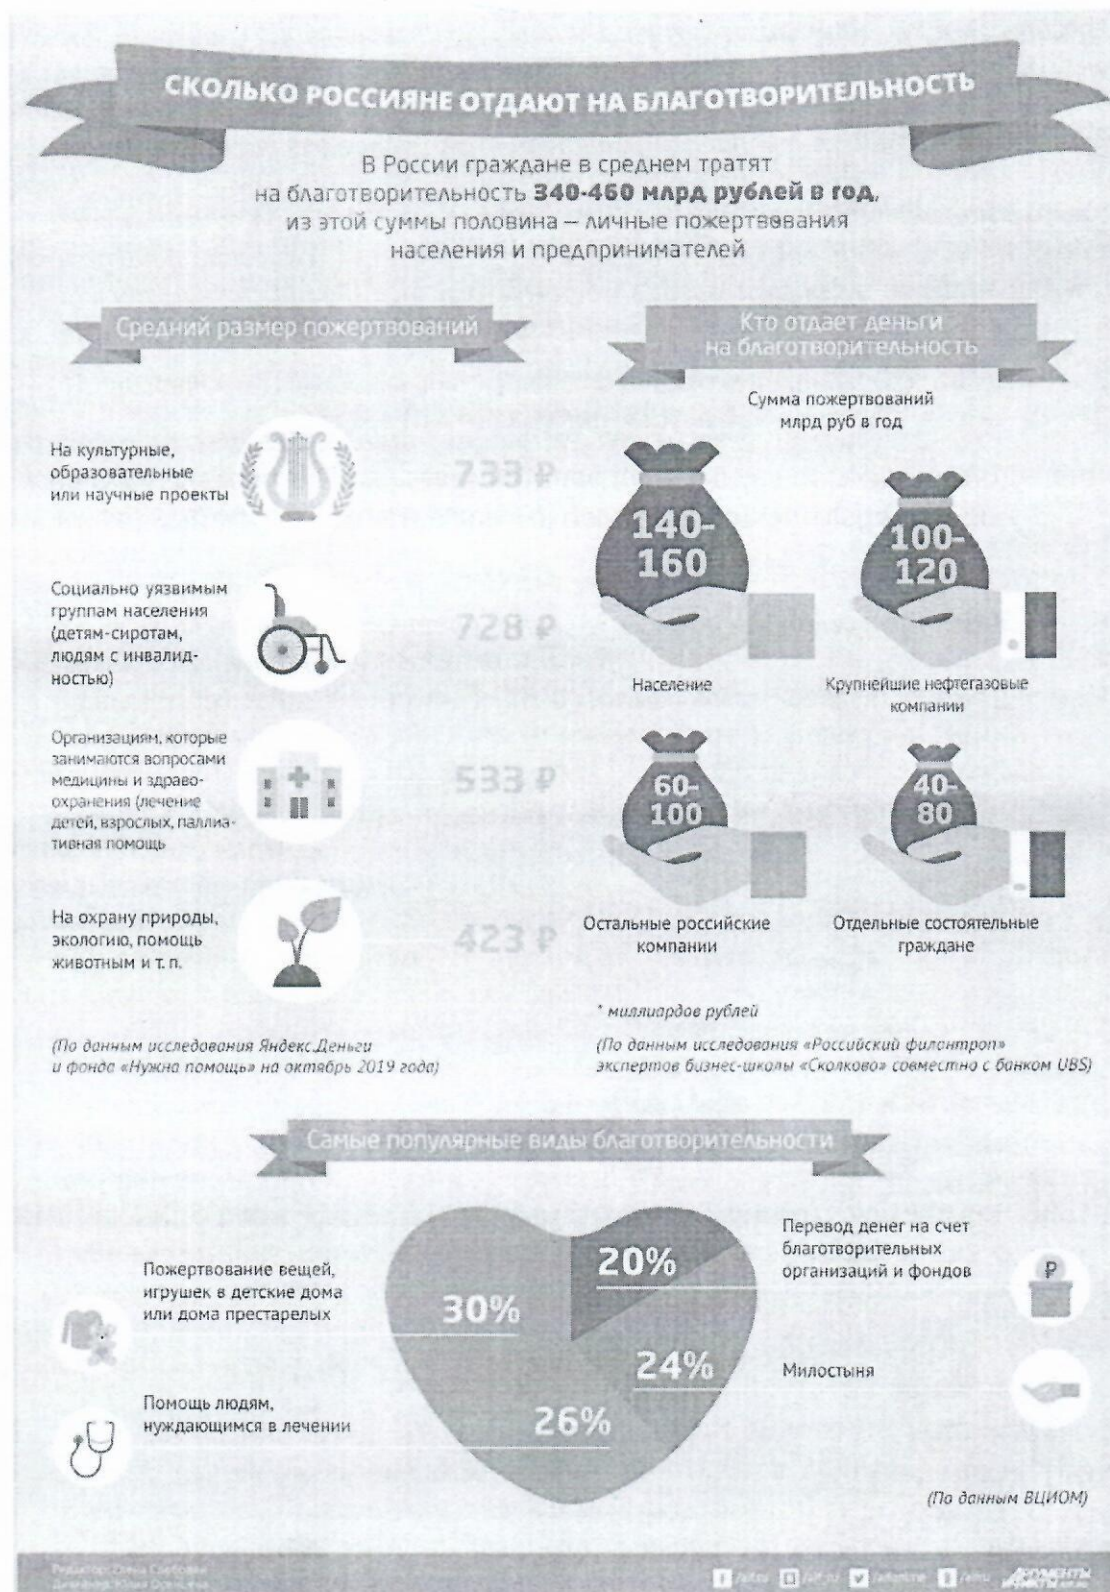 СКОЛЬКО РОССИЯНЕ ОТДАЮТ НА БЛАГОТВОРИТЕЛЬНОСТЬ
В России граждане в среднем тратят
на благотворительность 340-460 млрд рублей в год,
из этой суммы половина – личные пожертвования
населения и предпринимателей
Средний размер пожертвований
На культурные,
образовательные
или научные проекты
733 ₽
Социально уязвимым
группам населения
(детям-сиротам,
людям с инвалид-
ностью)
728 ₽
Организациям, которые
занимаются вопросами
медицины и здраво-
охранения (лечение
детей, взрослых, паллиа-
тивная помощь
533 ₽
На охрану природы,
экологию, помощь
животным и т. п.
423 ₽
(По данным исследования Яндекс.Деньги
и фонда «Нужна помощь» на октябрь 2019 года)
Кто отдает деньги
на благотворительность
Сумма пожертвований
млрд руб в год
140-
160
Население
100-
120
Крупнейшие нефтегазовые
компании
60-
100
Остальные российские
компании
40-
80
Отдельные состоятельные
граждане
* миллиардов рублей
(По данным исследования «Российский филантроп»
экспертов бизнес-школы «Сколково» совместно с банком UBS)
Самые популярные виды благотворительности
Пожертвование вещей,
игрушек в детские дома
или дома престарелых
30%
Помощь людям,
нуждающимся в лечении
26%
20%
Перевод денег на счет
благотворительных
организаций и фондов
₽
24%
Милостыня
(По данным ВЦИОМ)
Редактор: Елена
Дизайнер: Юлия
АРГУМЕНТЫ